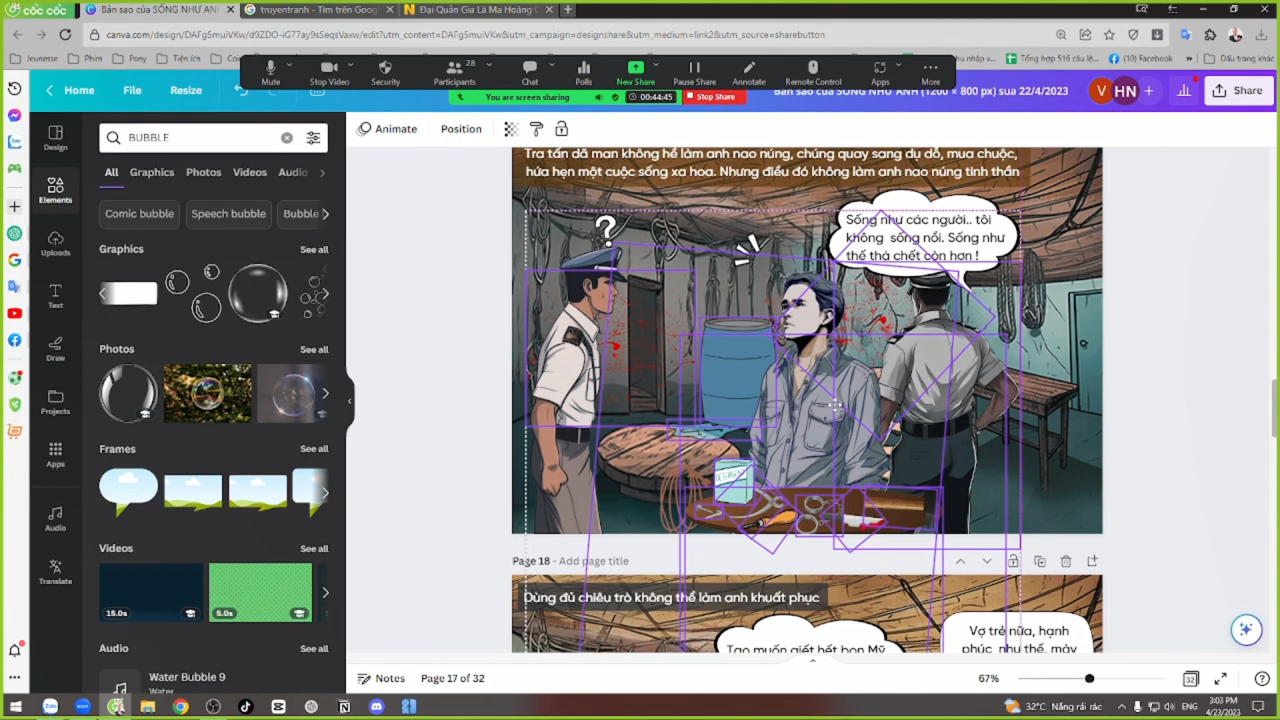 cốc cốc
Bản sao của SỐNG NHƯ ANH
truyentranh - Tìm trên Goog
Đại Quản Gia Là Ma Hoàng C
canva.com/design/DAFg5muiVKw/d9ZDO-iG77ay9sSeqsVaxw/edit?utm_content=DAFg5muiVKw&utm_campaign=designshare&utm_medium=link2&utm_source=sharebutton
Jeunesse
Phim
Pony
Tiện ích
Tổng hợp 516 câu lệ...
(10) Facebook
Dấu trang khác
Mute
Stop Video
Security
Participants
28
Chat
Polls
New Share
Pause Share
Annotate
Remote Control
Apps
More
You are screen sharing
00:44:45
Stop Share
Home
File
Resize
Bản sao của SỐNG NHƯ ANH (1200 × 800 px) sua 22/4/2023
V
HN
Share
Design
Elements
Uploads
Text
Draw
Projects
Apps
Audio
Translate
BUBBLE
All
Graphics
Photos
Videos
Audio
Comic bubble
Speech bubble
Bubble
Graphics
See all
Photos
See all
Frames
See all
Videos
See all
15.0s
5.0s
Audio
See all
Water Bubble 9
Water
Animate
Position
Tra tấn dã man không hề làm anh nao núng, chúng quay sang dụ dỗ, mua chuộc,
hứa hẹn một cuộc sống xa hoa. Nhưng điều đó không làm anh nao núng tinh thần
?
Sống như các người.. tôi
không sống nổi. Sống như
thế thà chết còn hơn !
Page 18 - Add page title
Dùng đủ chiêu trò không thể làm anh khuất phục
Tao muốn giết hết bọn Mỹ
Vợ trẻ nữa, hạnh
phúc như thế, mày
Notes
Page 17 of 32
67%
32
32°C Nắng rải rác
ENG
3:03 PM
4/23/2023